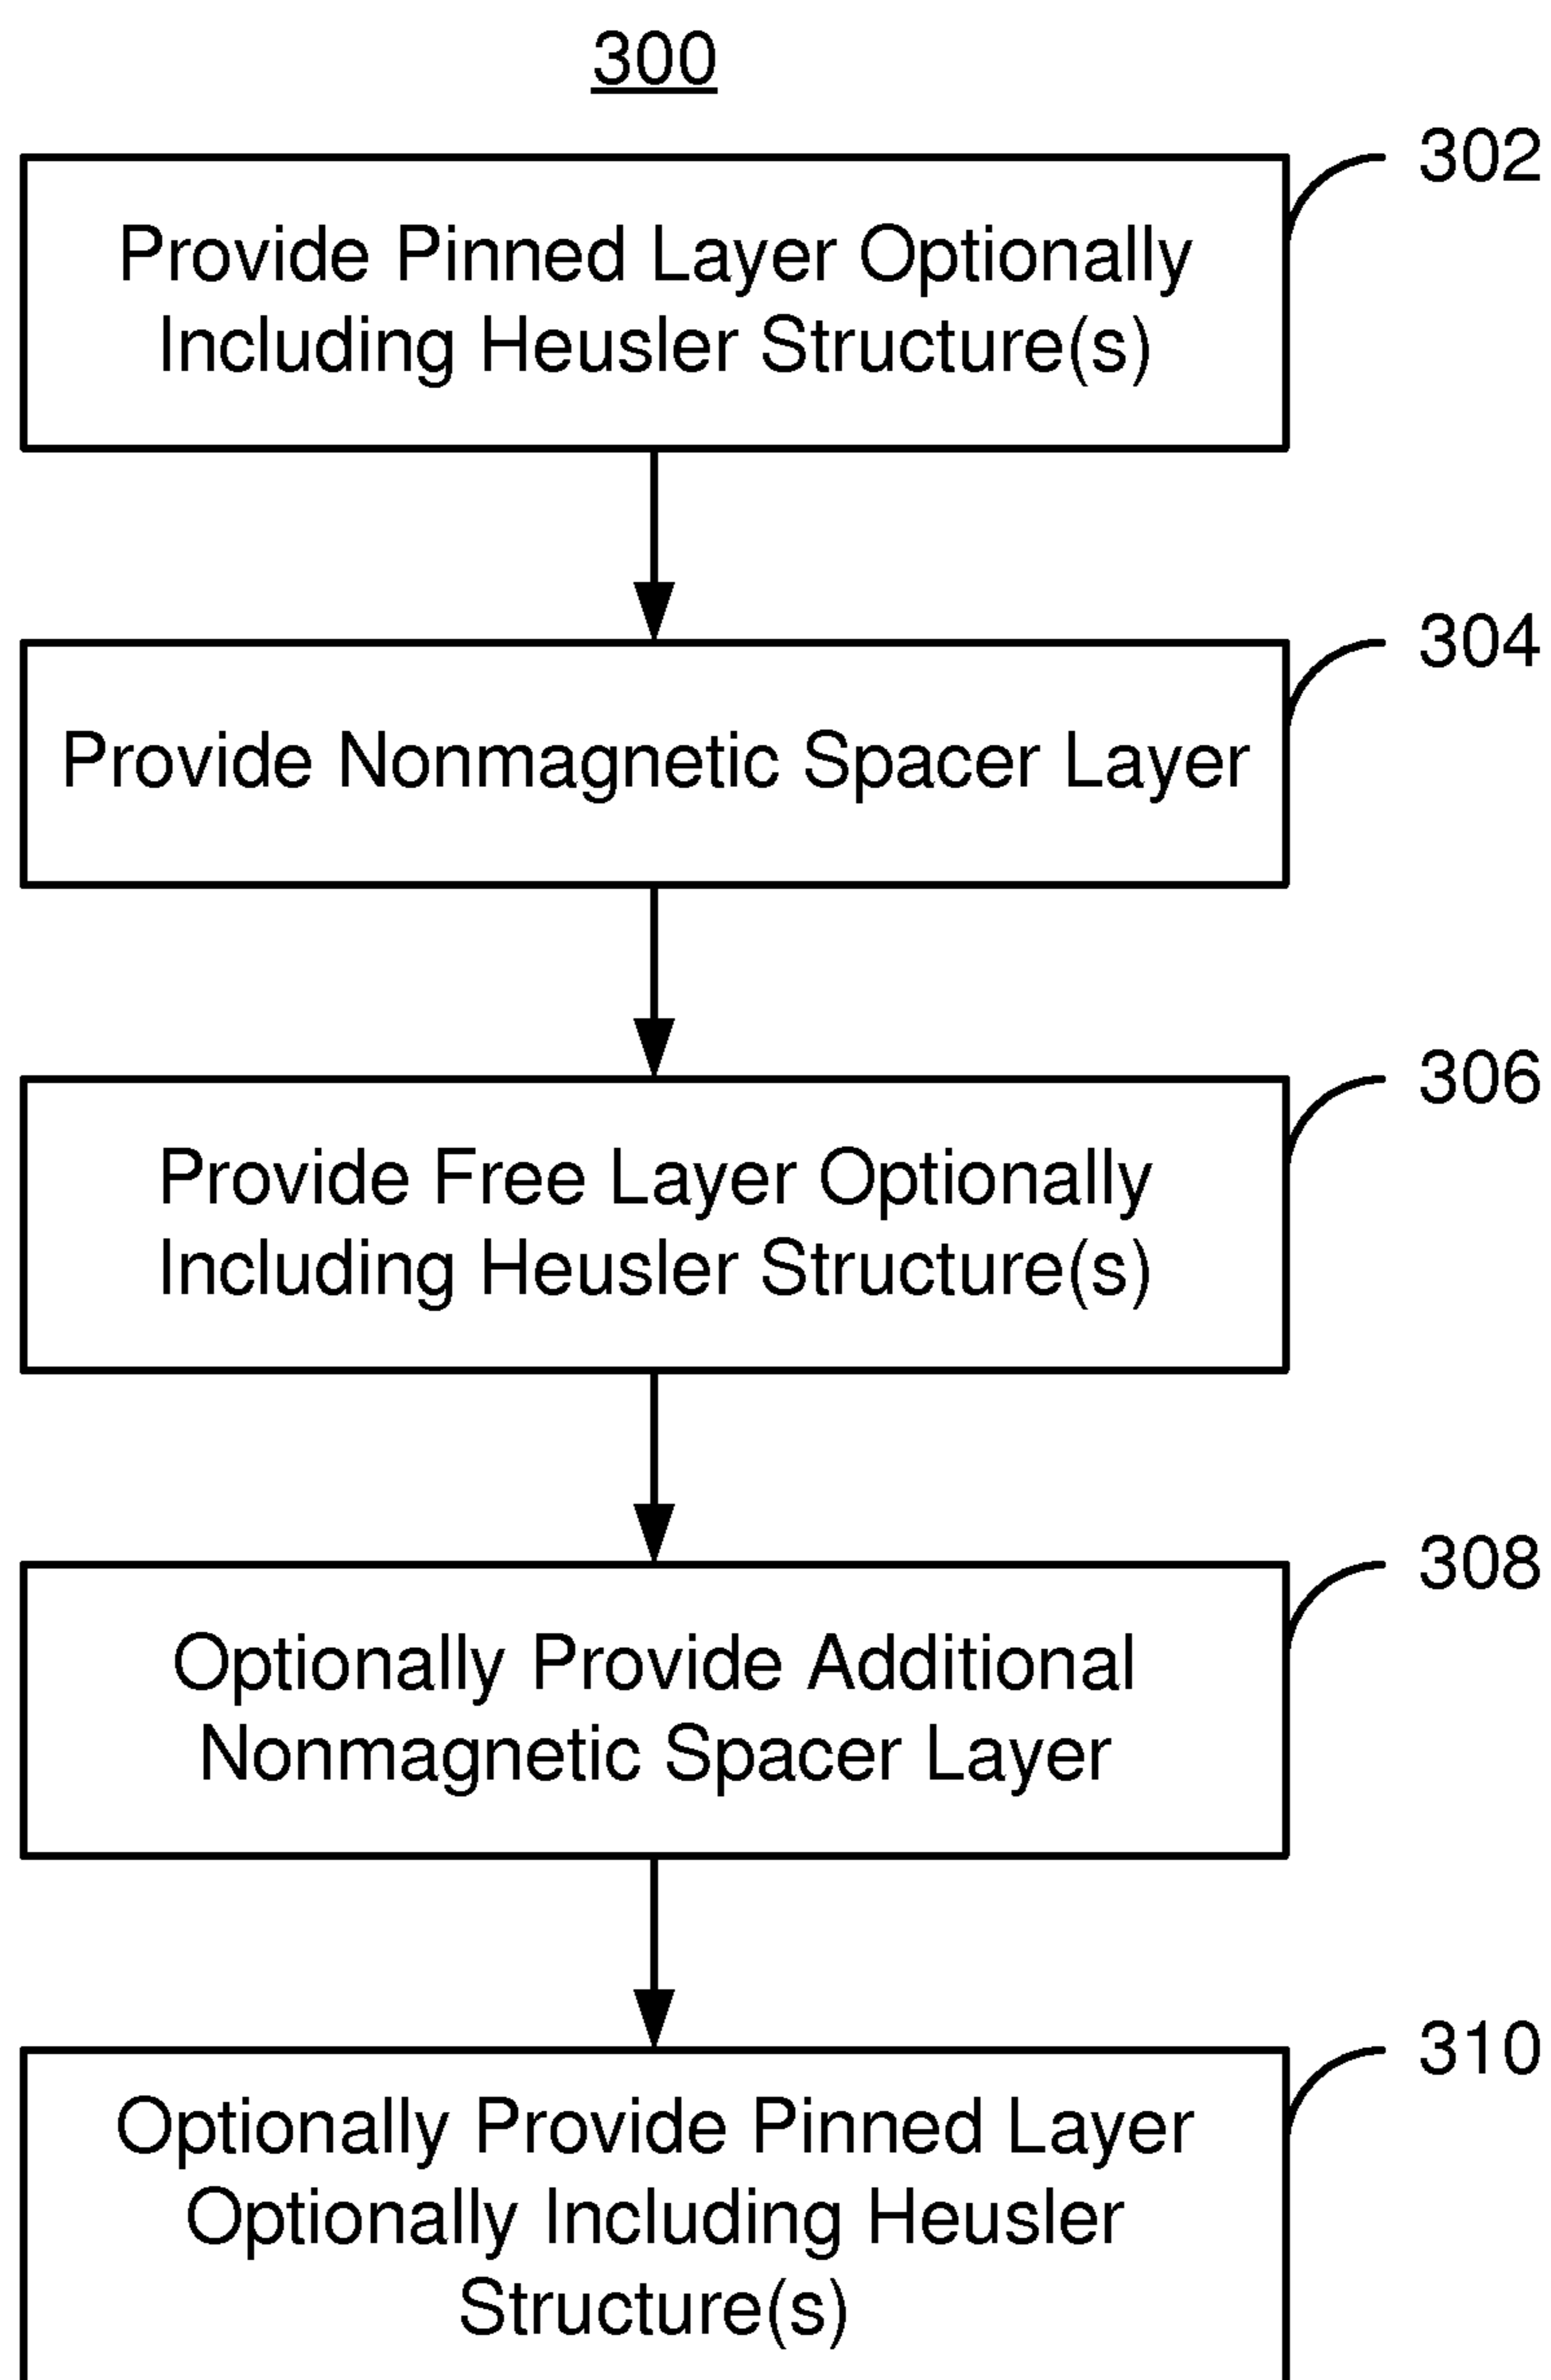 300
302
Provide Pinned Layer Optionally
Including Heusler Structure(s)
304
Provide Nonmagnetic Spacer Layer
306
Provide Free Layer Optionally
Including Heusler Structure(s)
308
Optionally Provide Additional
Nonmagnetic Spacer Layer
310
Optionally Provide Pinned Layer
Optionally Including Heusler
Structure(s)